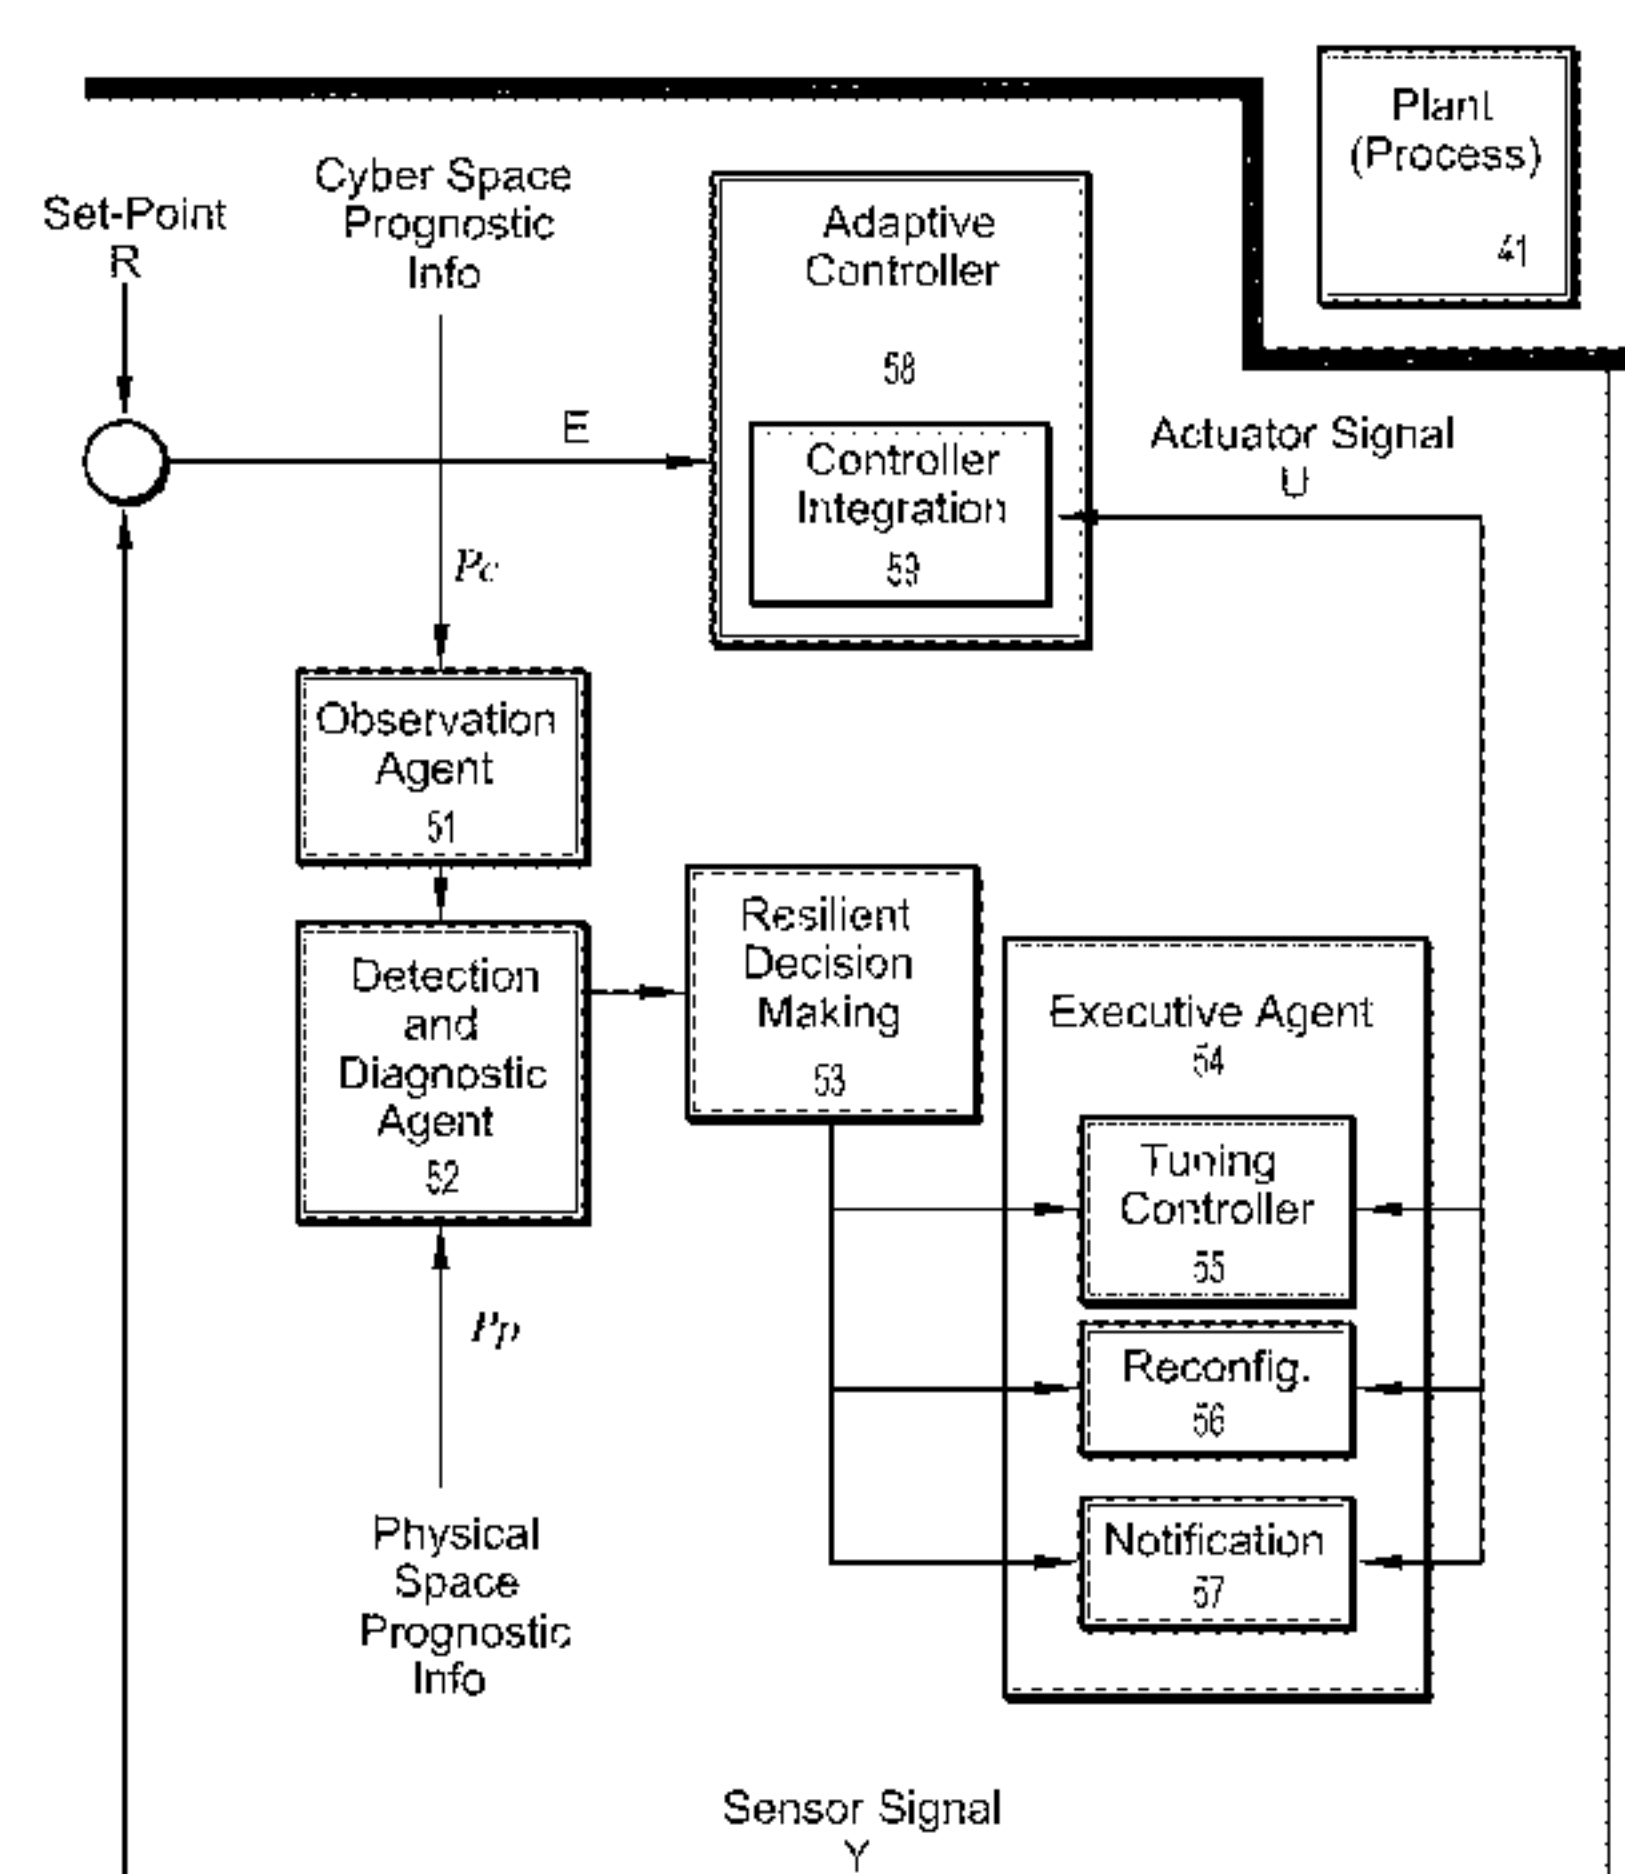 Plant
(Process)
41
Set-Point
R
Cyber Space
Prognostic
Info
Adaptive
Controller
58
E
Controller
Integration
59
Actuator Signal
U
Pc
Observation
Agent
51
Detection
and
Diagnostic
Agent
52
Resilient
Decision
Making
53
Executive Agent
54
Tuning
Controller
55
Reconfig.
56
Notification
57
Pp
Physical
Space
Prognostic
Info
Sensor Signal
Y